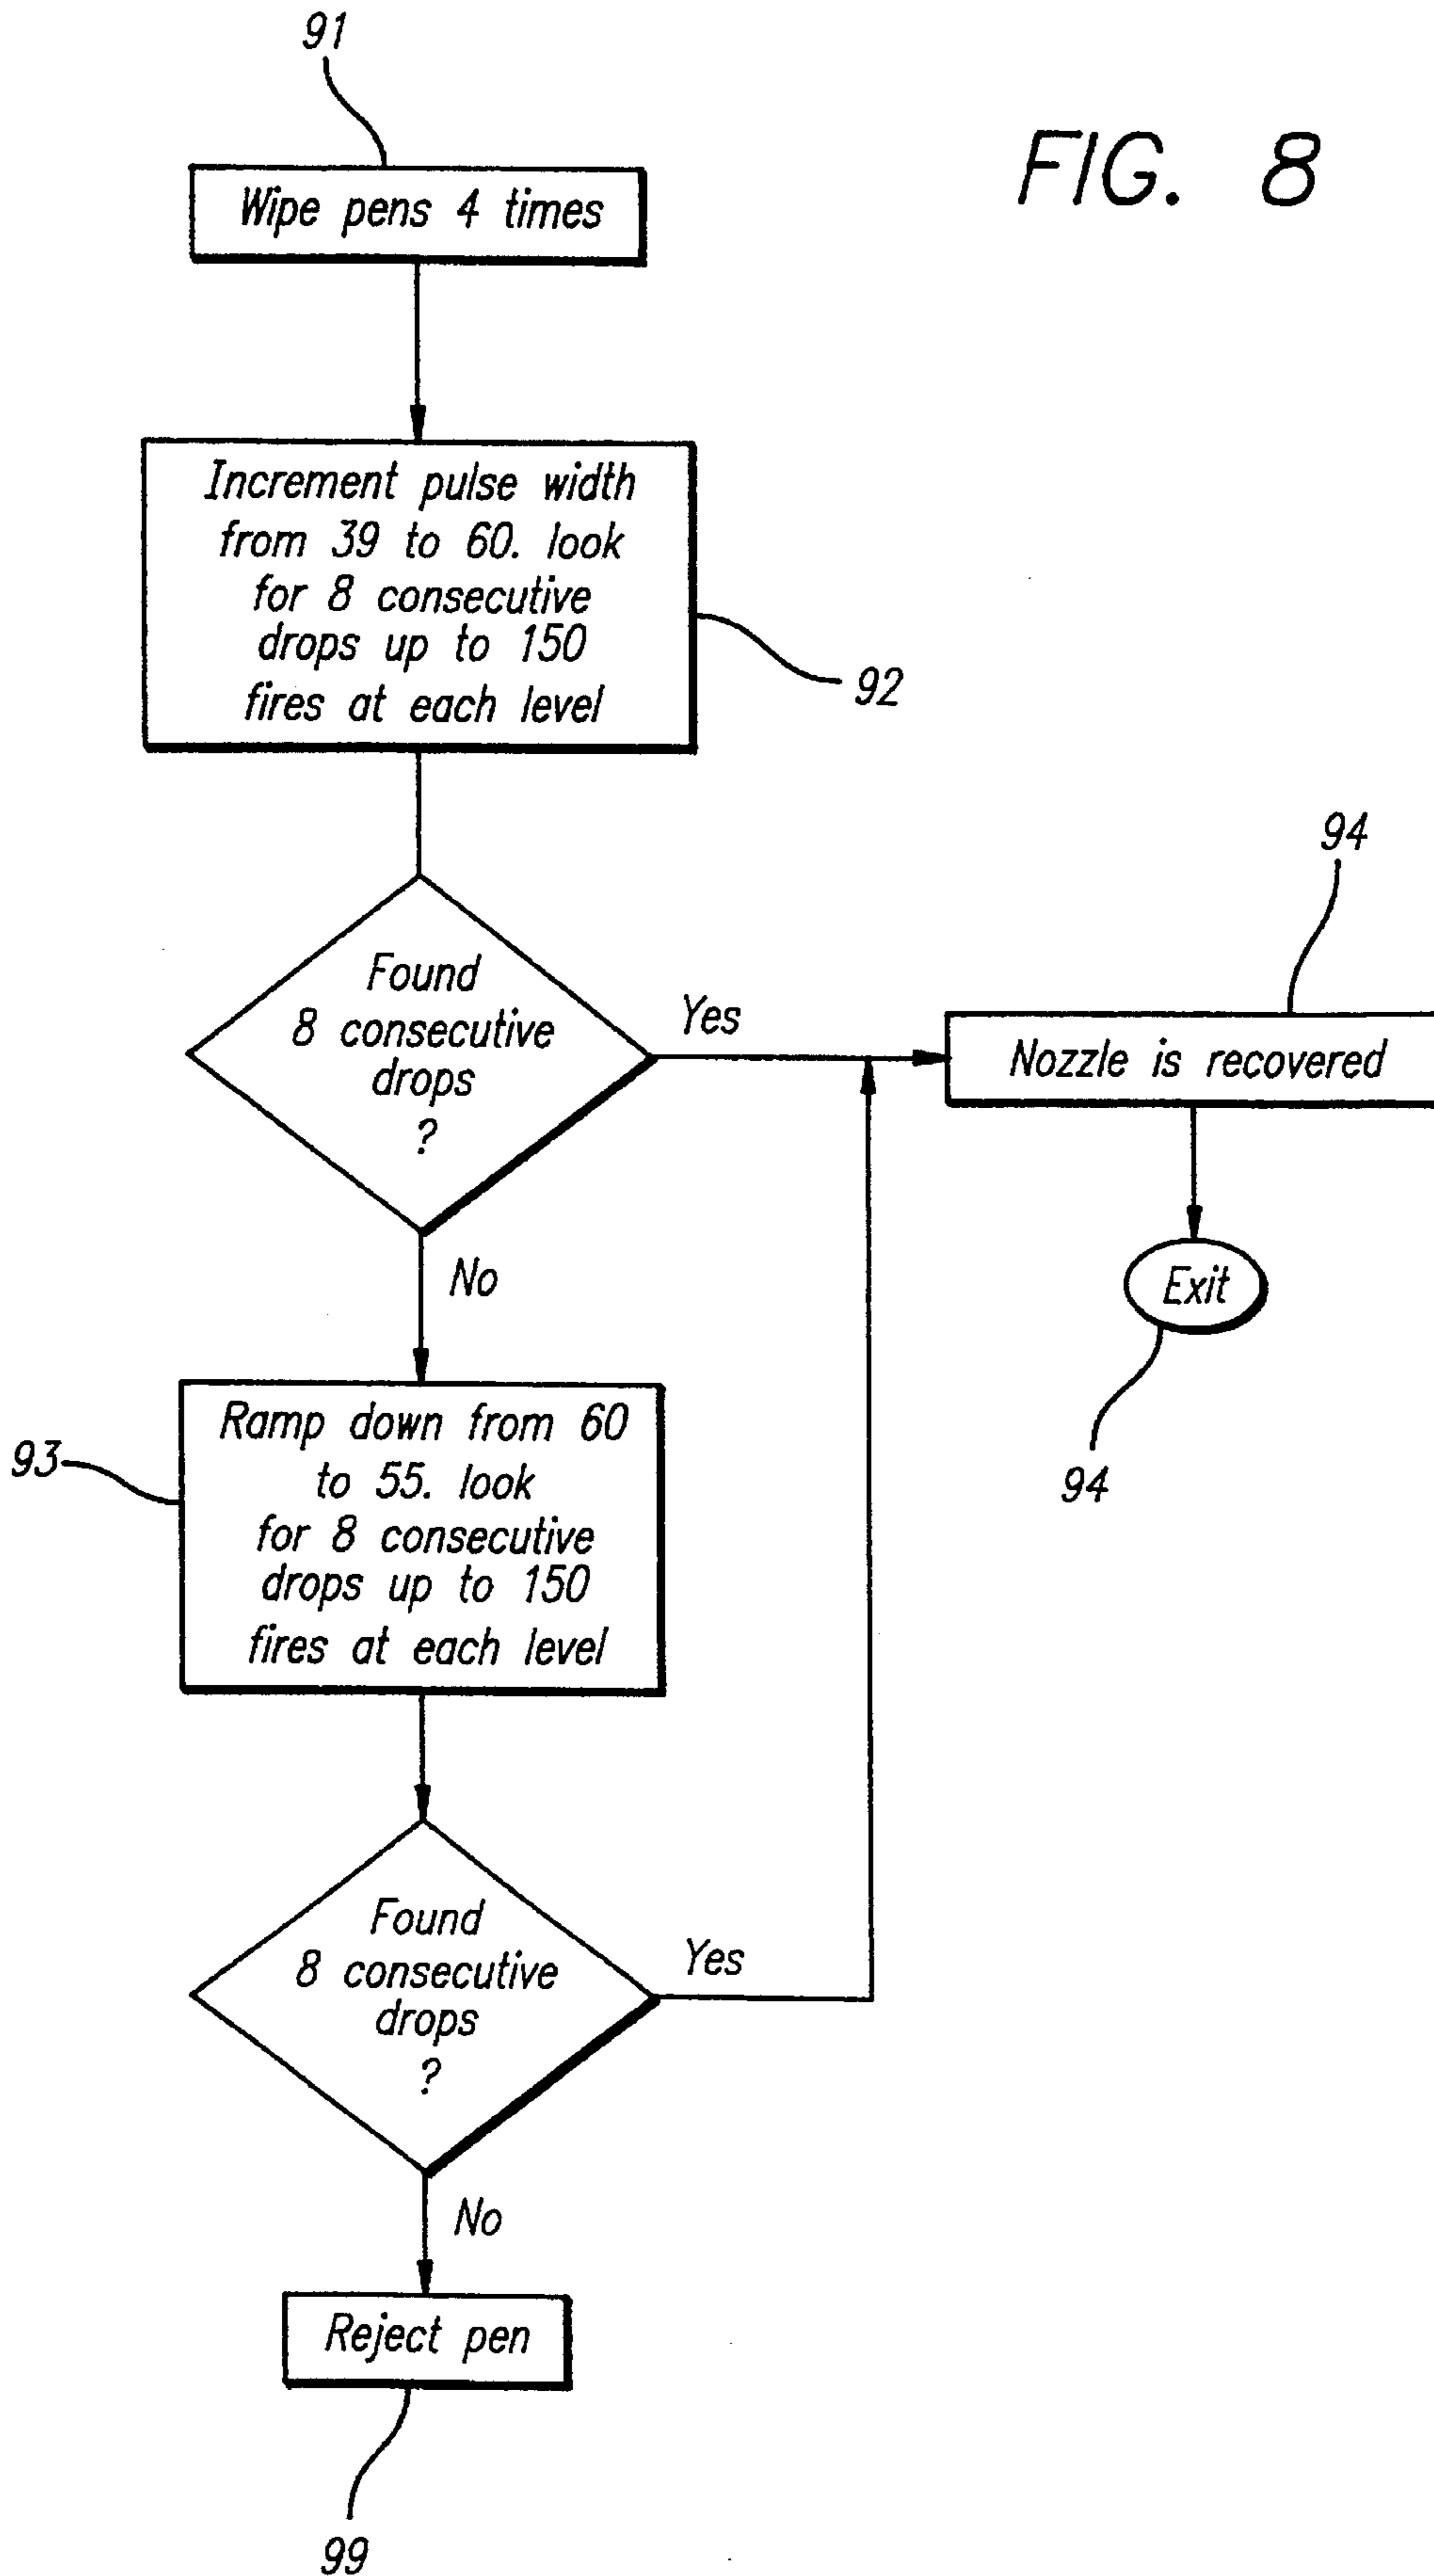 91
FIG. 8
Wipe pens 4 times
Increment pulse width
from 39 to 60. look
for 8 consecutive
drops up to 150
fires at each level
92
94
Found
8 consecutive
drops
?
Yes
Nozzle is recovered
No
Exit
94
Ramp down from 60
to 55. look
for 8 consecutive
drops up to 150
fires at each level
93
Found
8 consecutive
drops
?
Yes
No
Reject pen
99